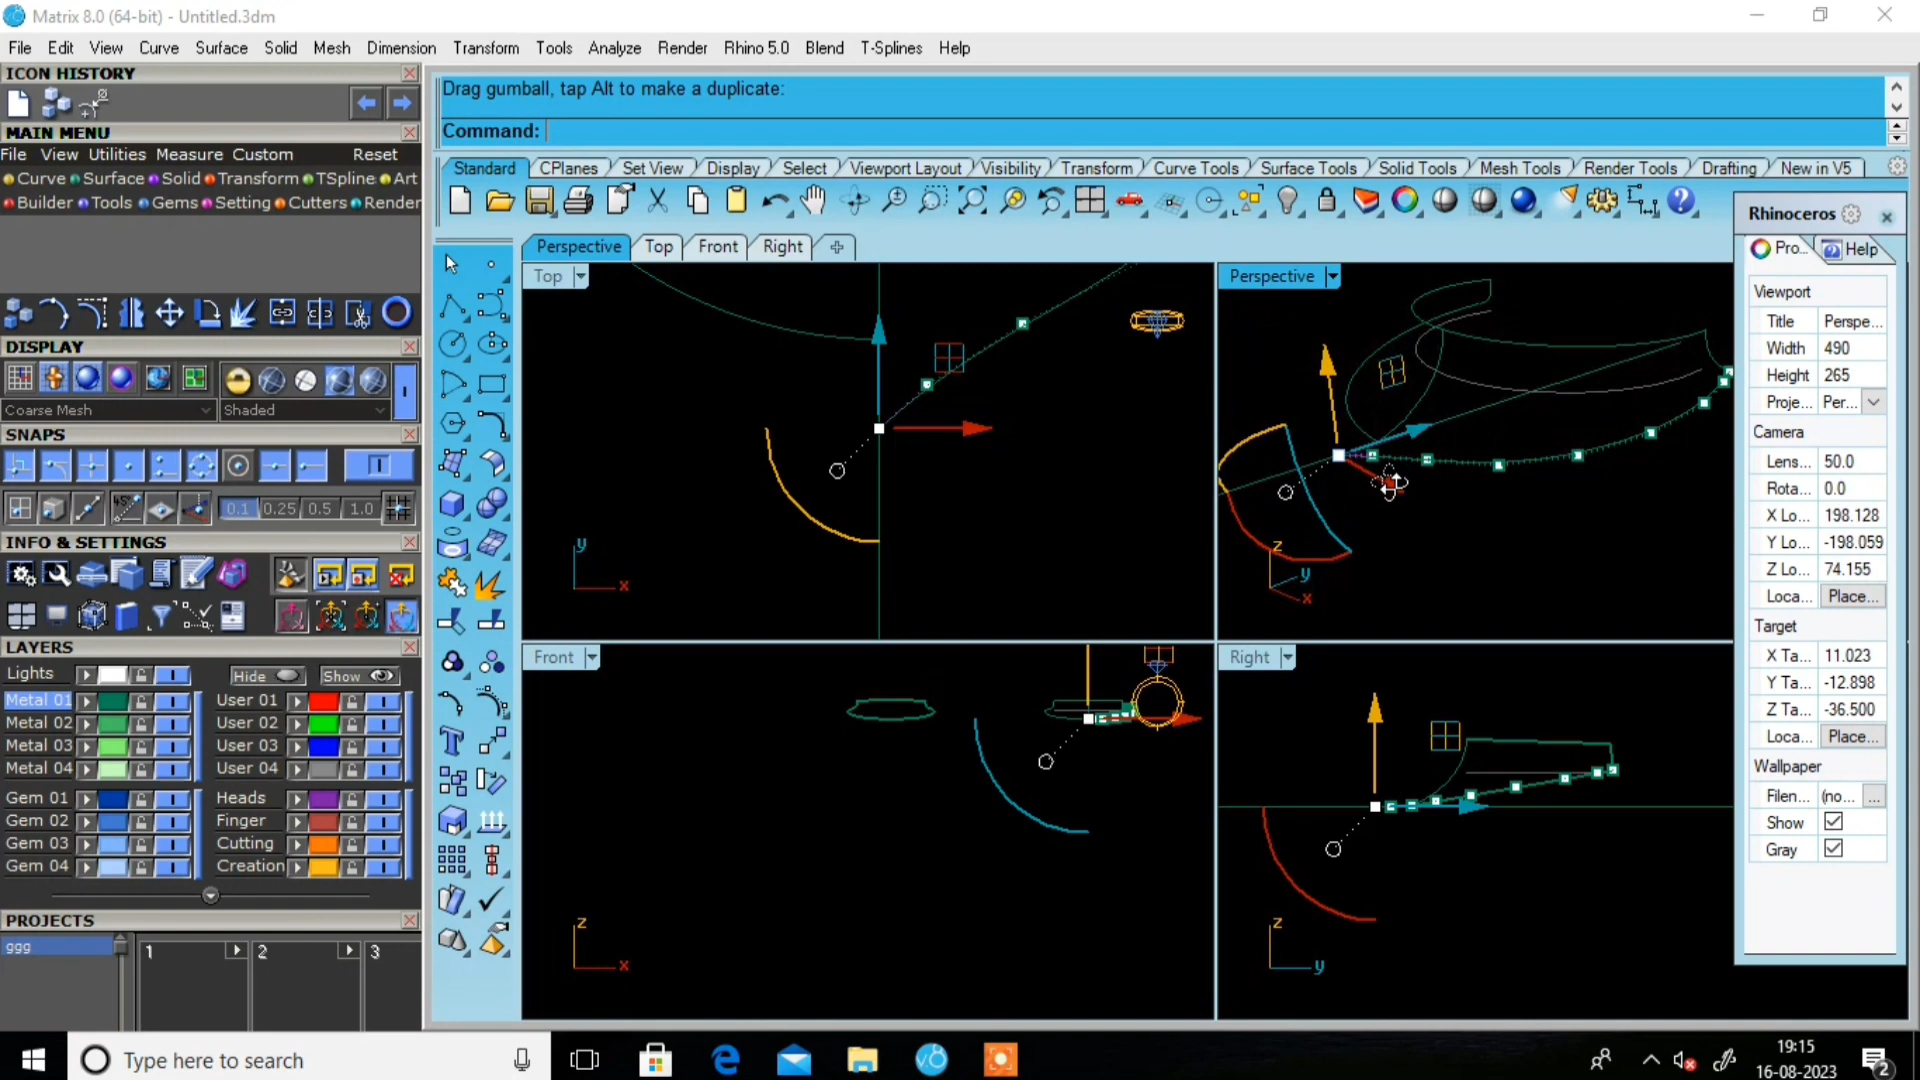 Matrix 8.0 (64-bit) - Untitled.3dm
File Edit View Curve Surface Solid Mesh Dimension Transform Tools Analyze Render Rhino 5.0 Blend T-Splines Help
ICON HISTORY
MAIN MENU
File View Utilities Measure Custom Reset
Curve Surface Solid Transform TSpline Art
Builder Tools Gems Setting Cutters Render
DISPLAY
Coarse Mesh Shaded
SNAPS
45°
0.1 0.25 0.5 1.0
INFO & SETTINGS
LAYERS
Lights Hide Show
Metal 01 User 01
Metal 02 User 02
Metal 03 User 03
Metal 04 User 04
Gem 01 Heads
Gem 02 Finger
Gem 03 Cutting
Gem 04 Creation
PROJECTS
ggg
1 2 3
Drag gumball, tap Alt to make a duplicate:
Command:
Standard CPlanes Set View Display Select Viewport Layout Visibility Transform Curve Tools Surface Tools Solid Tools Mesh Tools Render Tools Drafting New in V5
Perspective Top Front Right
Top
y
x
Perspective
z
y
x
Front
z
x
Right
z
y
Rhinoceros
Pro... Help
Viewport
Title Perspe...
Width 490
Height 265
Proje... Per...
Camera
Lens... 50.0
Rota... 0.0
X Lo... 198.128
Y Lo... -198.059
Z Lo... 74.155
Loca... Place...
Target
X Ta... 11.023
Y Ta... -12.898
Z Ta... -36.500
Loca... Place...
Wallpaper
Filen... (no... ...
Show
Gray
Type here to search
19:15
16-08-2023
2